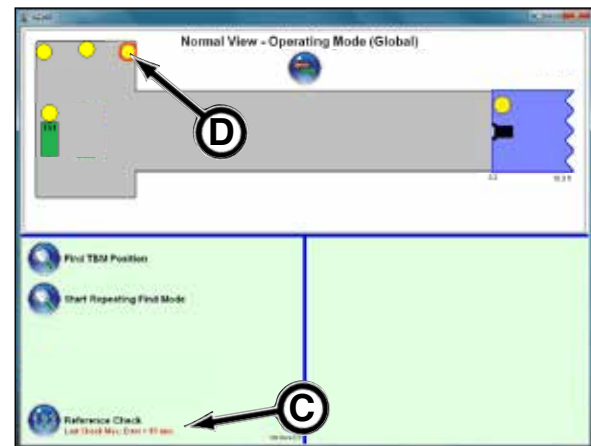 Normal View - Operating Mode (Global)
D
Find TBM Position
Start Repeating Find Mode
C
Reference Check